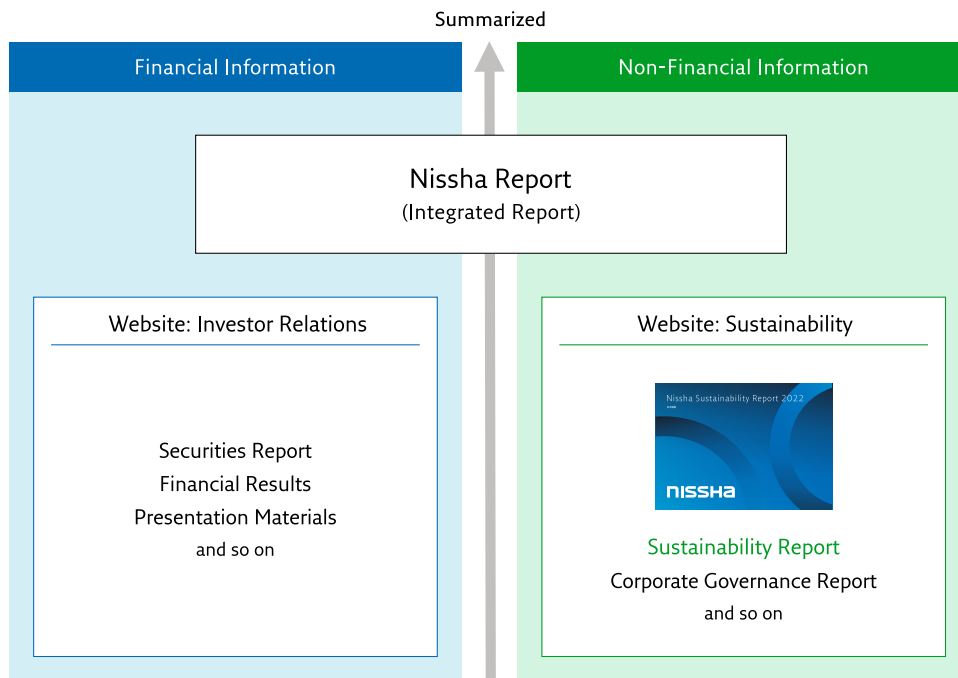 Summarized
Financial Information
Non-Financial Information
Nissha Report
(Integrated Report)
Website: Investor Relations
Securities Report
Financial Results
Presentation Materials
and so on
Website: Sustainability
Nissha Sustainability Report 2022
nissha
Sustainability Report
Corporate Governance Report
and so on